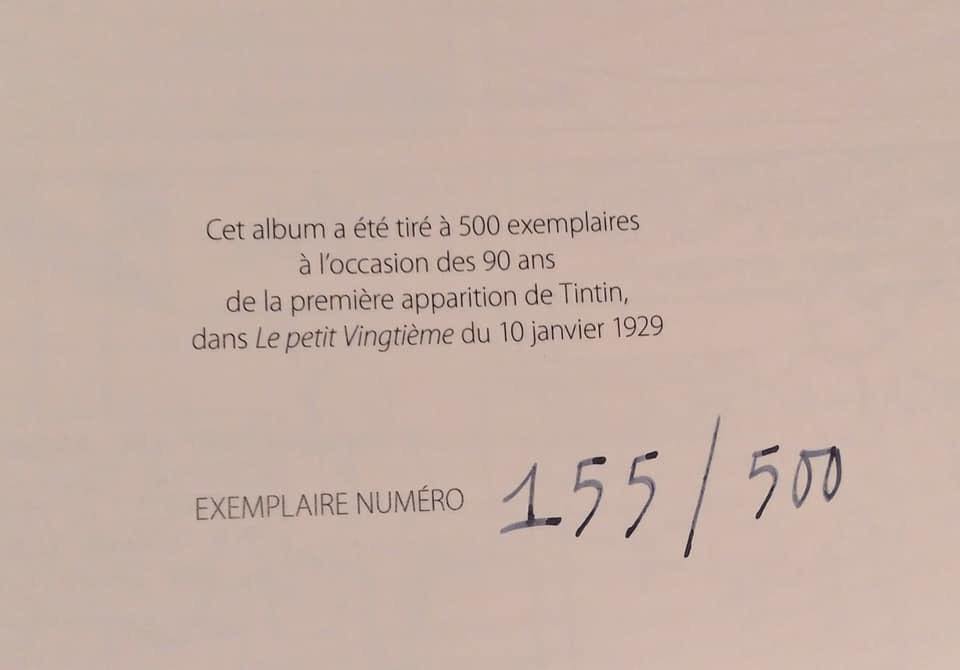 Cet album a été tiré à 500 exemplaires
à l'occasion des 90 ans
de la première apparition de Tintin,
dans Le petit Vingtième du 10 janvier 1929
EXEMPLAIRE NUMÉRO 155/500